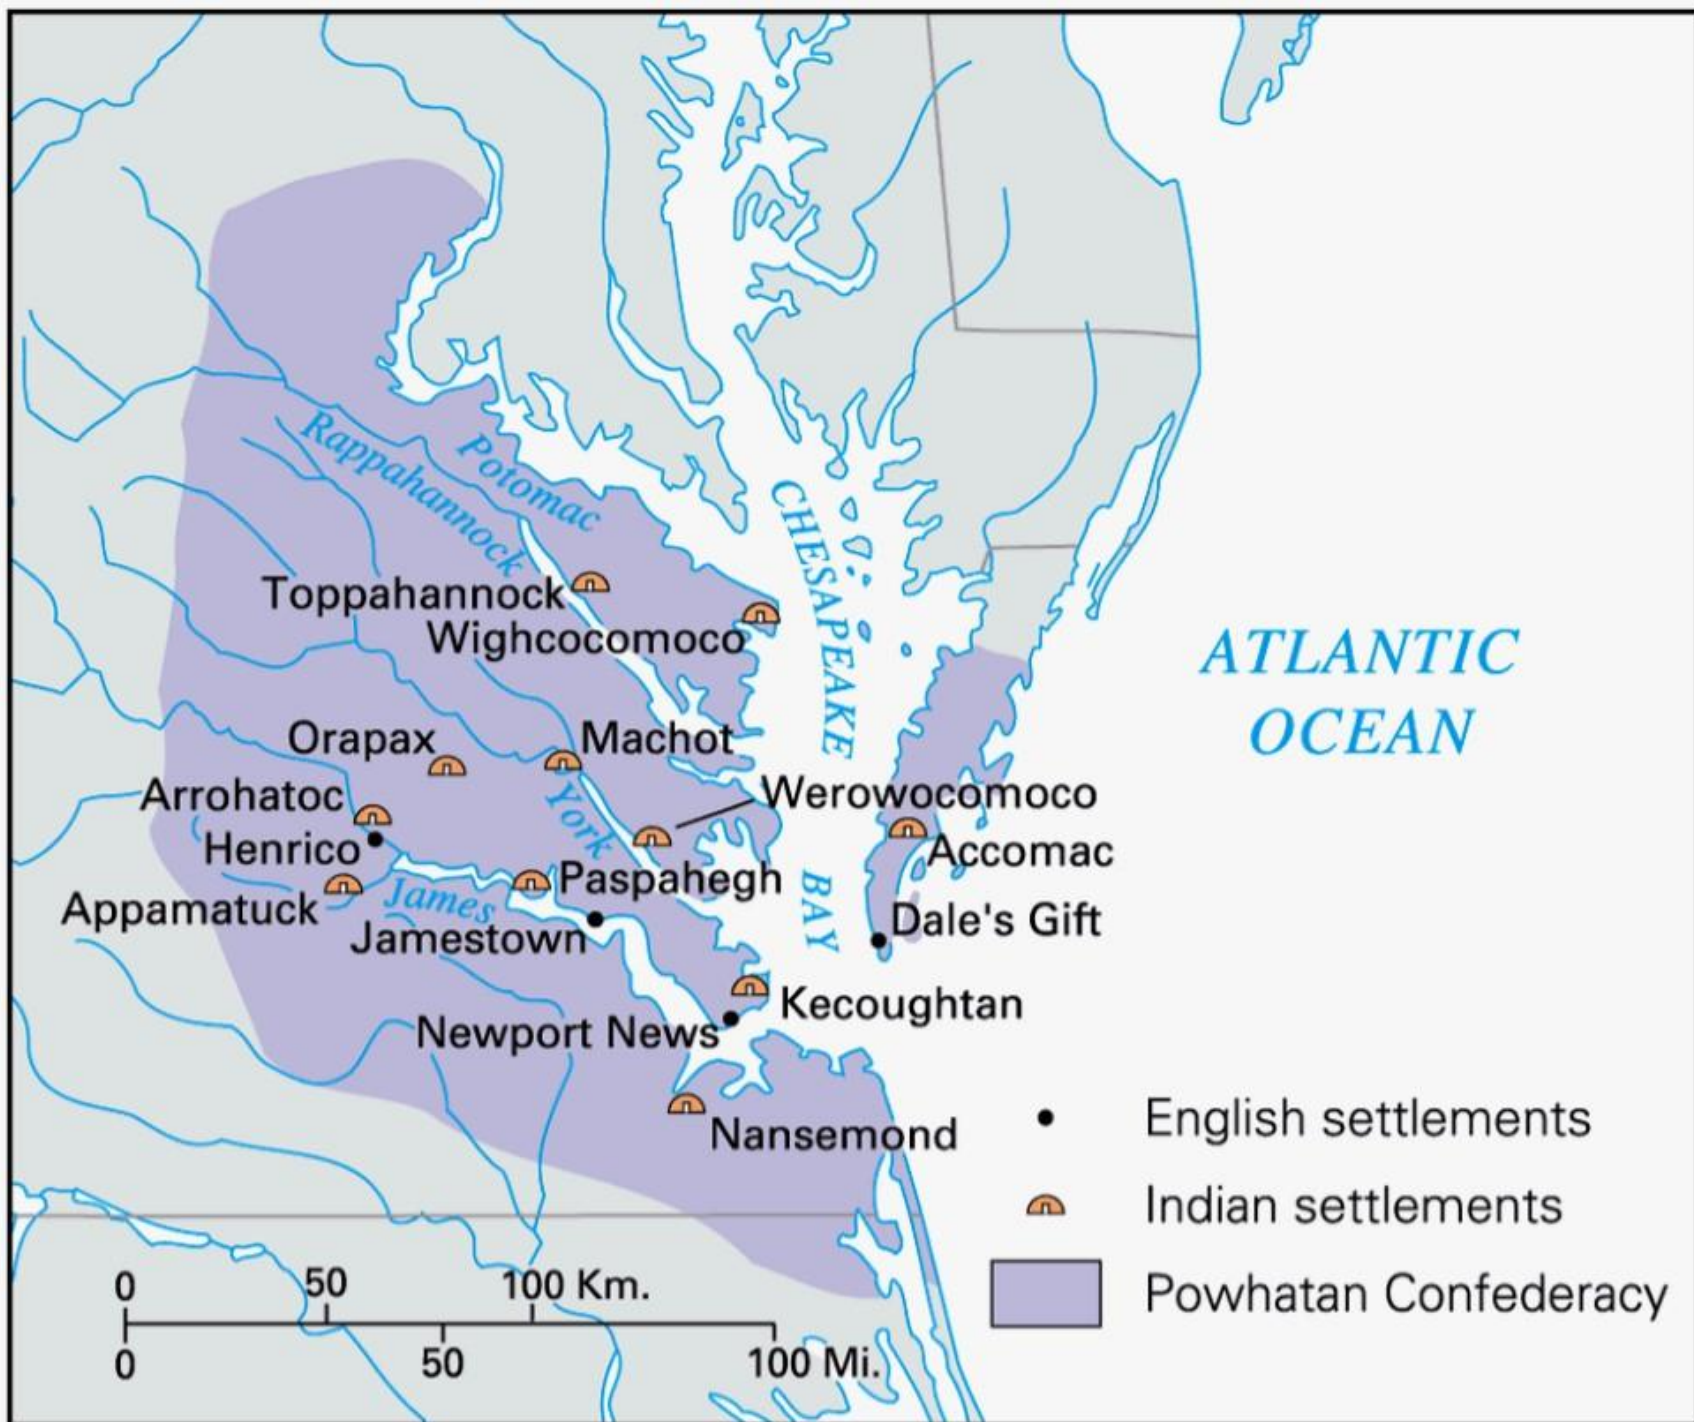 Rappahannock
Potomac
CHESAPEAKE
BAY
Toppahannock
Wighcocomoco
ATLANTIC
OCEAN
Orapax
Machot
Arrohatoc
York
Werowocomoco
Henrico
Accomac
Appamatuck
James
Paspahegh
Jamestown
Dale's Gift
Kecoughtan
Newport News
Nansemond
English settlements
Indian settlements
Powhatan Confederacy
0 50 100 Km.
0 50 100 Mi.